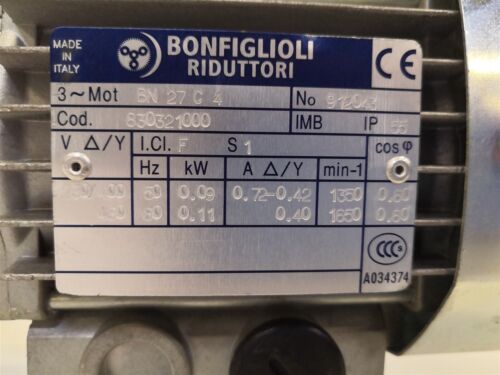 MADE IN ITALY
BONFIGLIOLI
RIDUTTORI
CE
3~Mot BN 27 C 4 No
Cod. 830321000 IMB IP 55
V Δ/Y I.Cl. F S 1 cos φ
Hz kW A Δ/Y min-1
50 0.09 0.72-0.42 1350 0.60
60 0.11 0.40 1650 0.60
CCC S
A034374